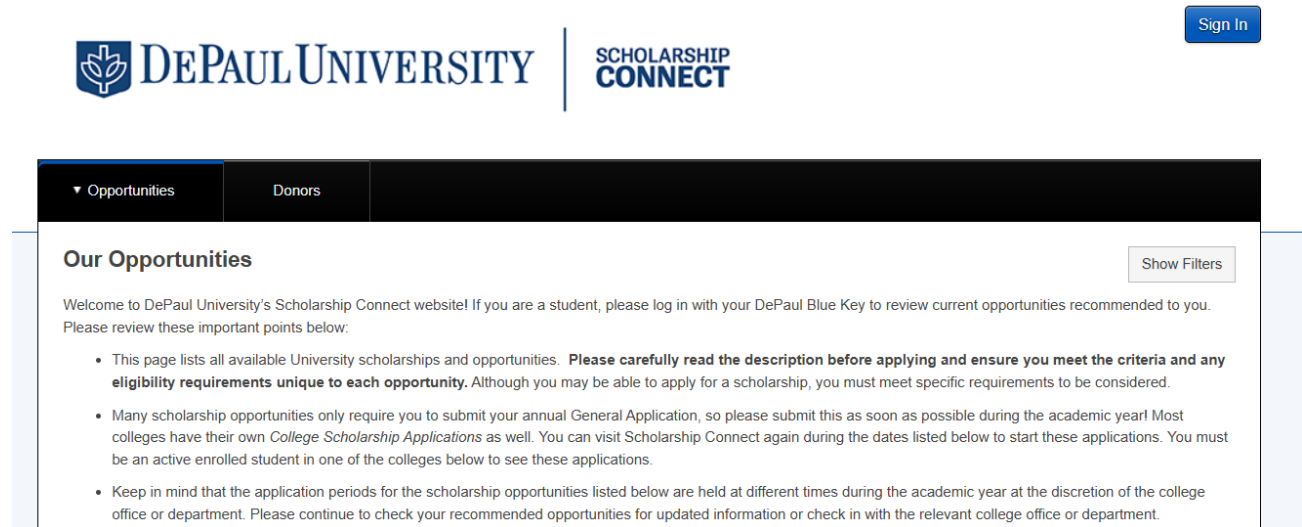 Sign In
DEPAUL UNIVERSITY
SCHOLARSHIP
CONNECT
▼ Opportunities
Donors
Our Opportunities
Show Filters
Welcome to DePaul University's Scholarship Connect website! If you are a student, please log in with your DePaul Blue Key to review current opportunities recommended to you.
Please review these important points below:
• This page lists all available University scholarships and opportunities. Please carefully read the description before applying and ensure you meet the criteria and any
eligibility requirements unique to each opportunity. Although you may be able to apply for a scholarship, you must meet specific requirements to be considered.
• Many scholarship opportunities only require you to submit your annual General Application, so please submit this as soon as possible during the academic year! Most
colleges have their own College Scholarship Applications as well. You can visit Scholarship Connect again during the dates listed below to start these applications. You must
be an active enrolled student in one of the colleges below to see these applications.
• Keep in mind that the application periods for the scholarship opportunities listed below are held at different times during the academic year at the discretion of the college
office or department. Please continue to check your recommended opportunities for updated information or check in with the relevant college office or department.